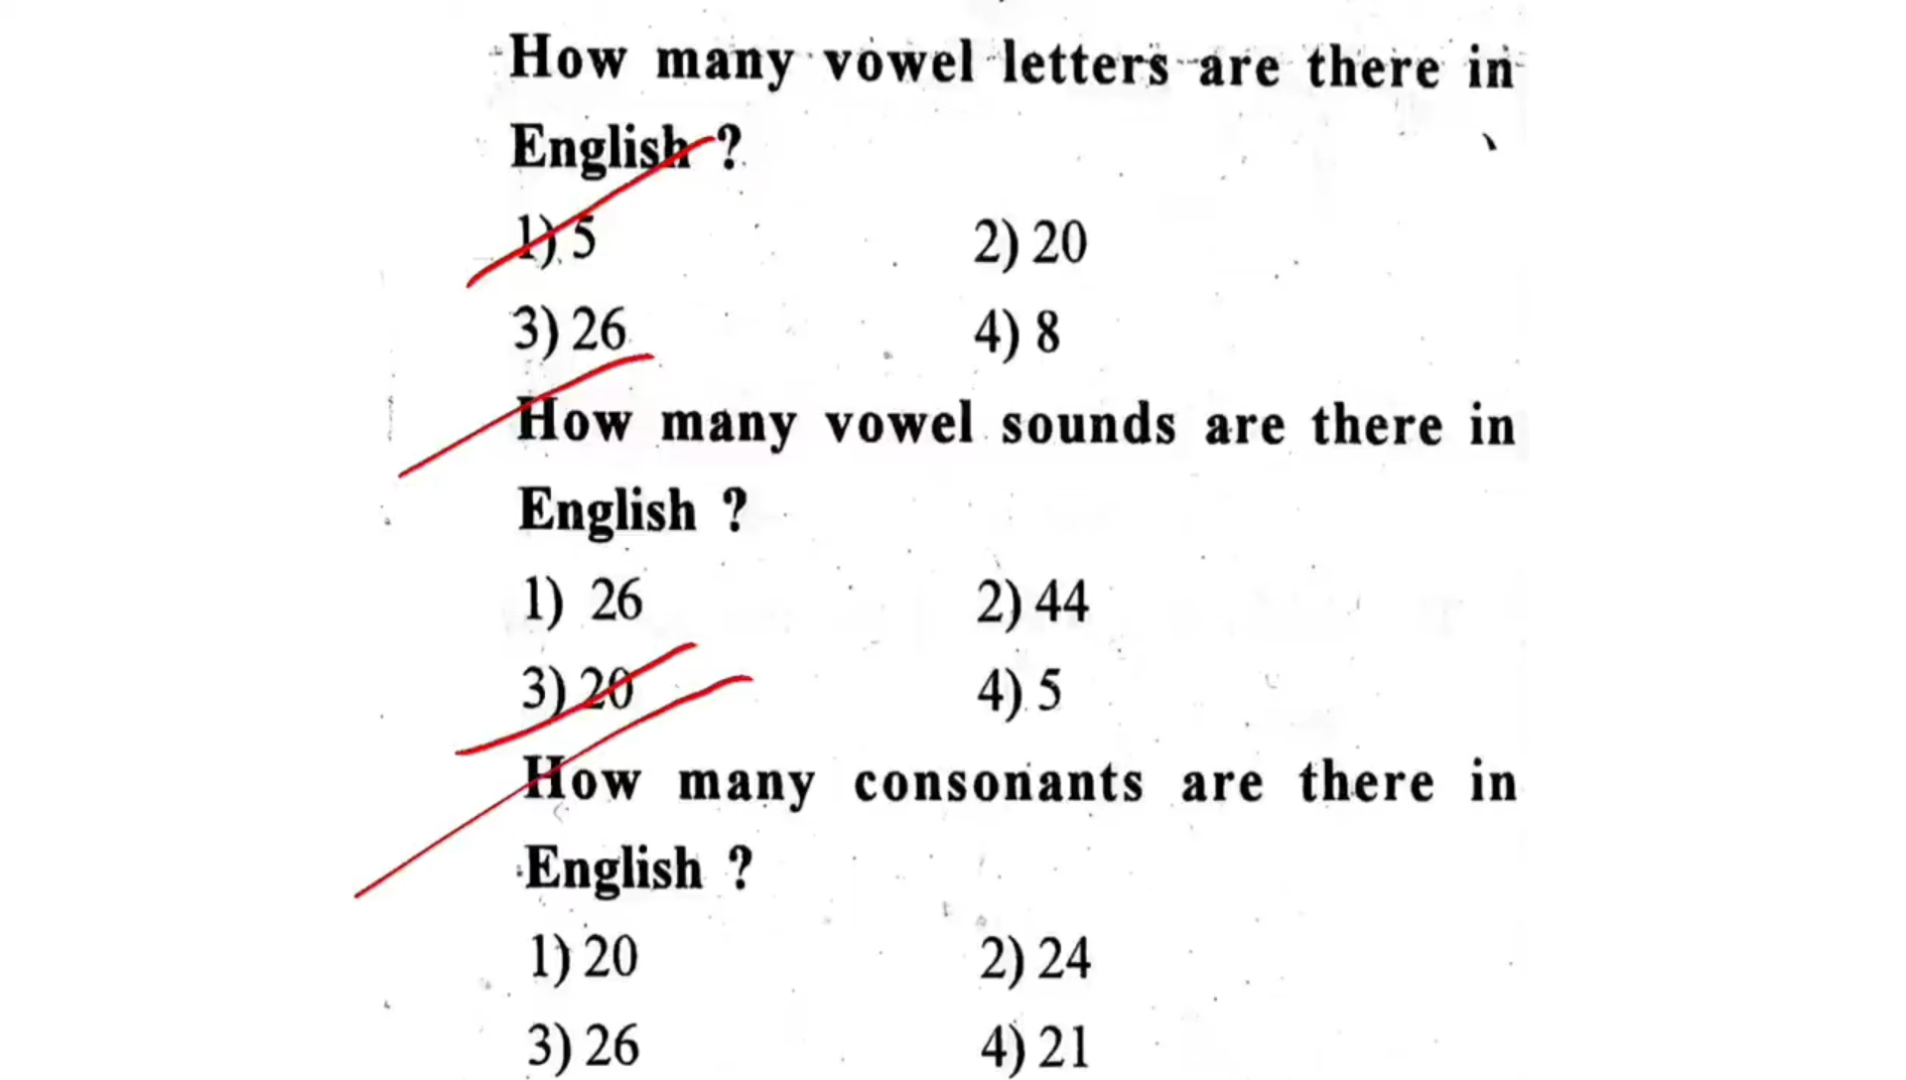 How many vowel letters are there in
English ?
1) 5 2) 20
3) 26 4) 8
How many vowel sounds are there in
English ?
1) 26 2) 44
3) 20 4) 5
How many consonants are there in
English ?
1) 20 2) 24
3) 26 4) 21